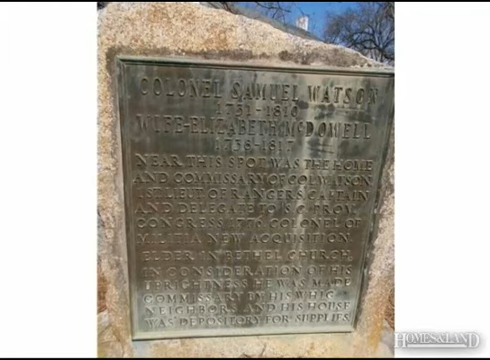 COLONEL SAMUEL WATSON
1731-1810
WIFE-ELIZABETH McDOWELL
1738-1817
NEAR THIS SPOT WAS THE HOME
AND COMMISSARY OF COL. WATSON
1ST LIEUT OF RANGERS, CAPTAIN
AND DELEGATE TO S.C. PROV.
CONGRESS 1776 COLONEL OF
MILITIA NEW ACQUISITION
ELDER IN BETHEL CHURCH.
IN CONSIDERATION OF HIS
UPRIGHTNESS HE WAS MADE
COMMISSARY BY HIS WHIG
NEIGHBORS AND HIS HOUSE
WAS DEPOSITORY FOR SUPPLIES.
HOMES & LAND